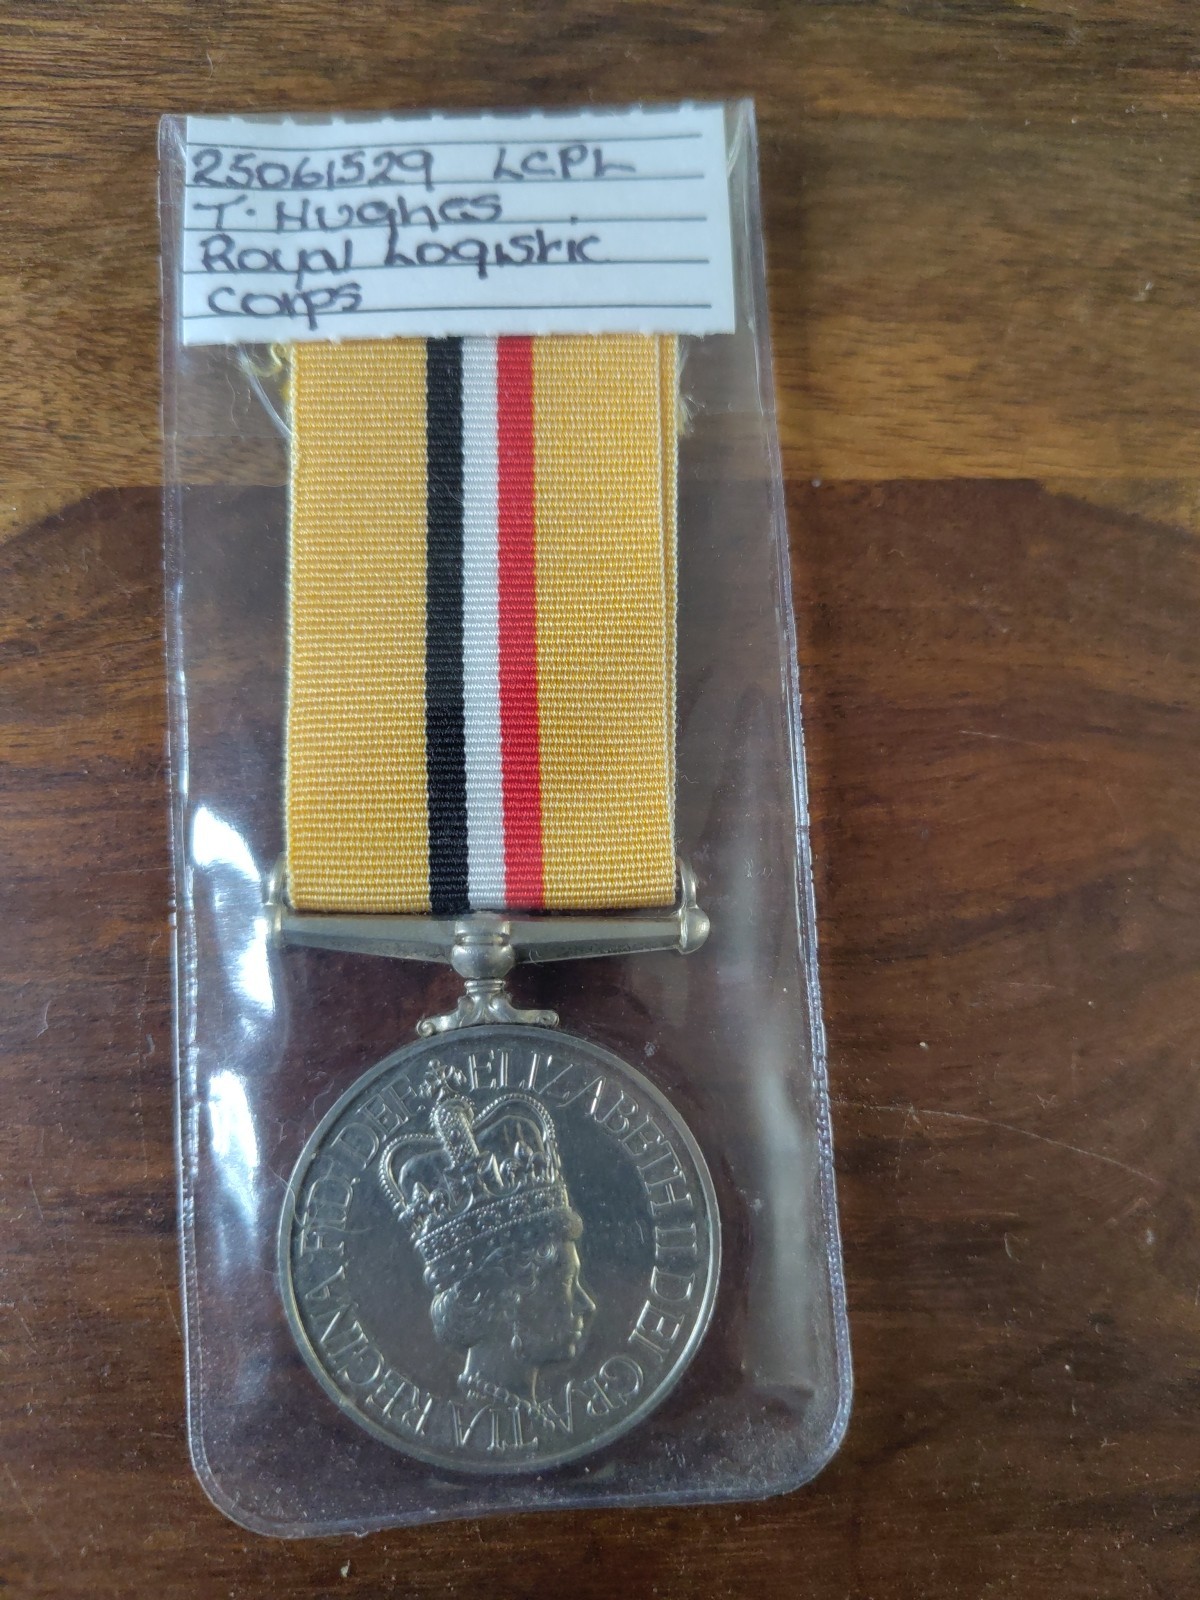 25061529 LCPL
T. Hughes
Royal Logistic
Corps
ELIZABETH II DEI GRATIA REGINA FID. DEF.